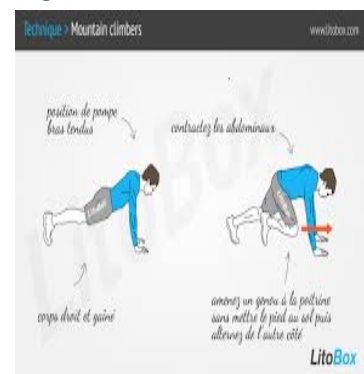 Technique > Mountain climbers
www.litobox.com
position de pompe
bras tendus
contractez les abdominaux
corps droit et gainé
amenez un genou à la poitrine
sans mettre le pied au sol puis
alternez de l'autre côté
LitoBox
LitoBox